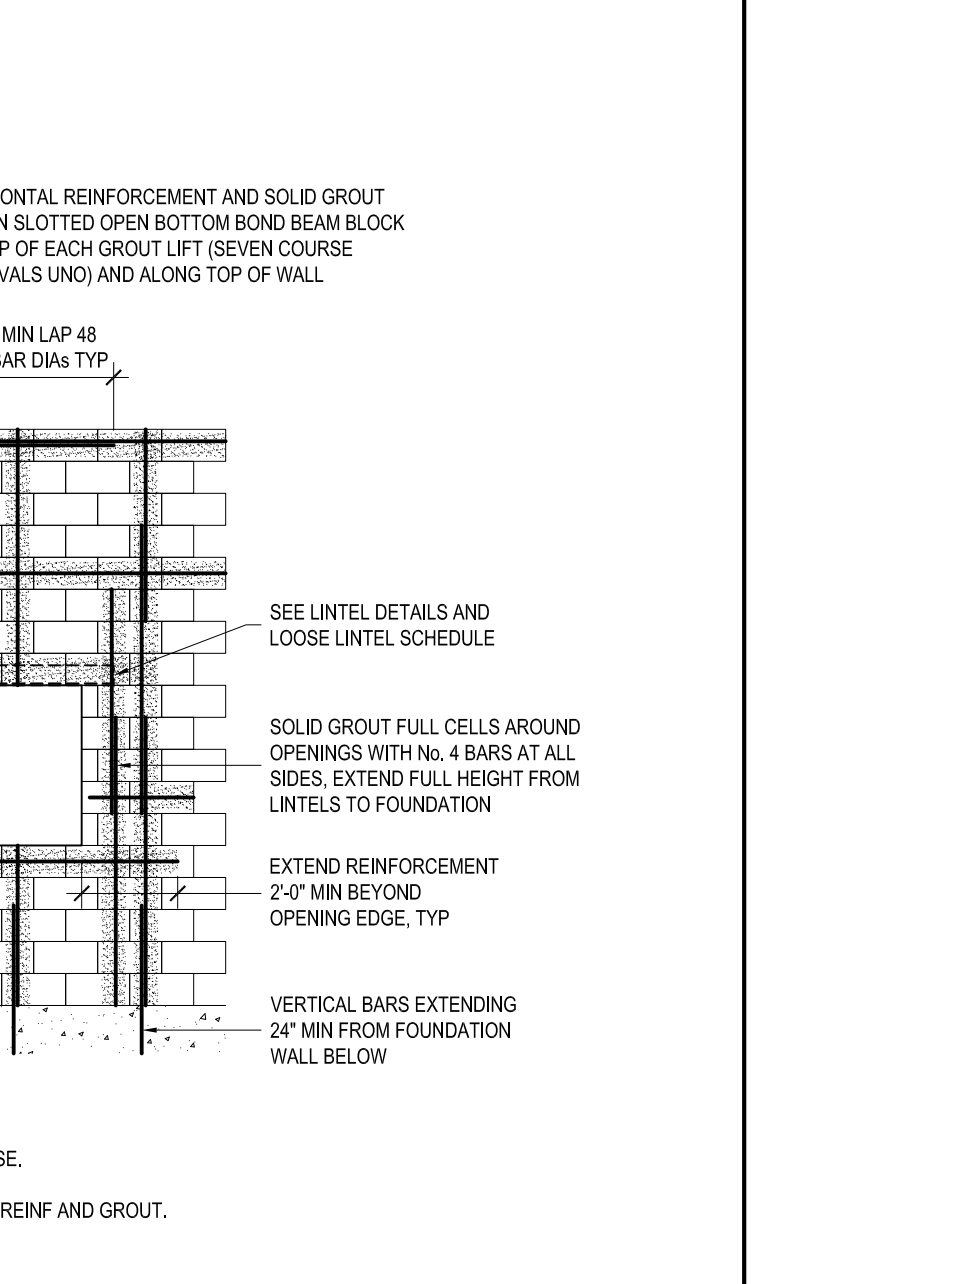 ONTAL REINFORCEMENT AND SOLID GROUT
N SLOTTED OPEN BOTTOM BOND BEAM BLOCK
P OF EACH GROUT LIFT (SEVEN COURSE
VALS UNO) AND ALONG TOP OF WALL
MIN LAP 48
BAR DIAs TYP
SEE LINTEL DETAILS AND
LOOSE LINTEL SCHEDULE
SOLID GROUT FULL CELLS AROUND
OPENINGS WITH No. 4 BARS AT ALL
SIDES, EXTEND FULL HEIGHT FROM
LINTELS TO FOUNDATION
EXTEND REINFORCEMENT
2'-0" MIN BEYOND
OPENING EDGE, TYP
VERTICAL BARS EXTENDING
24" MIN FROM FOUNDATION
WALL BELOW
SE.
REINF AND GROUT.